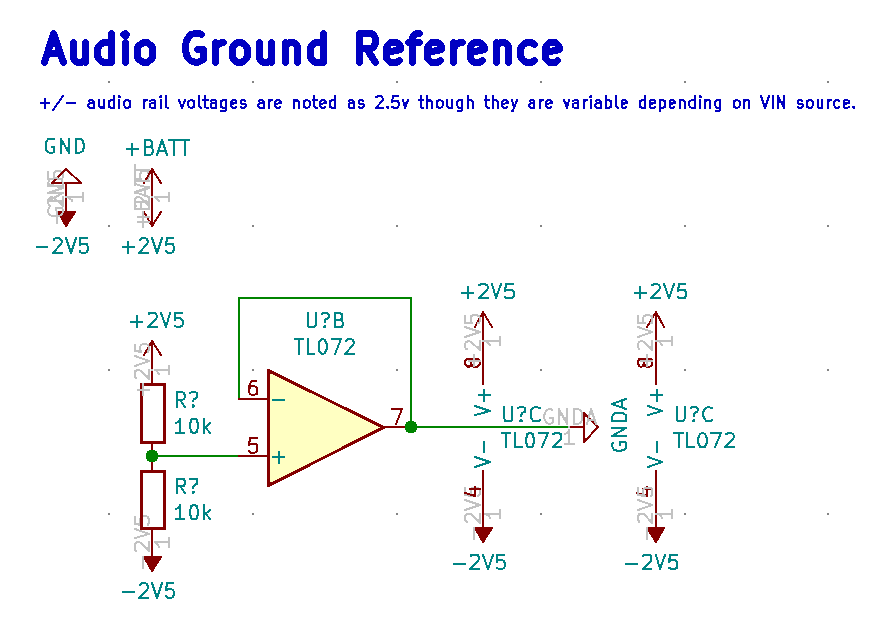 Audio Ground Reference
+/- audio rail voltages are noted as 2.5v though they are variable depending on VIN source.
GND
+BATT
GND
1
+BATT
1
-2V5
+2V5
+2V5
+2V5
+2V5
U?B
TL072
+2V5
1
+2V5
1
+2V5
1
8
8
R?
10k
6
-
7
V+
V+
U?C
TL072
GNDA
1
GNDA
U?C
TL072
5
+
V-
V-
R?
10k
4
4
-2V5
1
-2V5
1
-2V5
1
-2V5
-2V5
-2V5